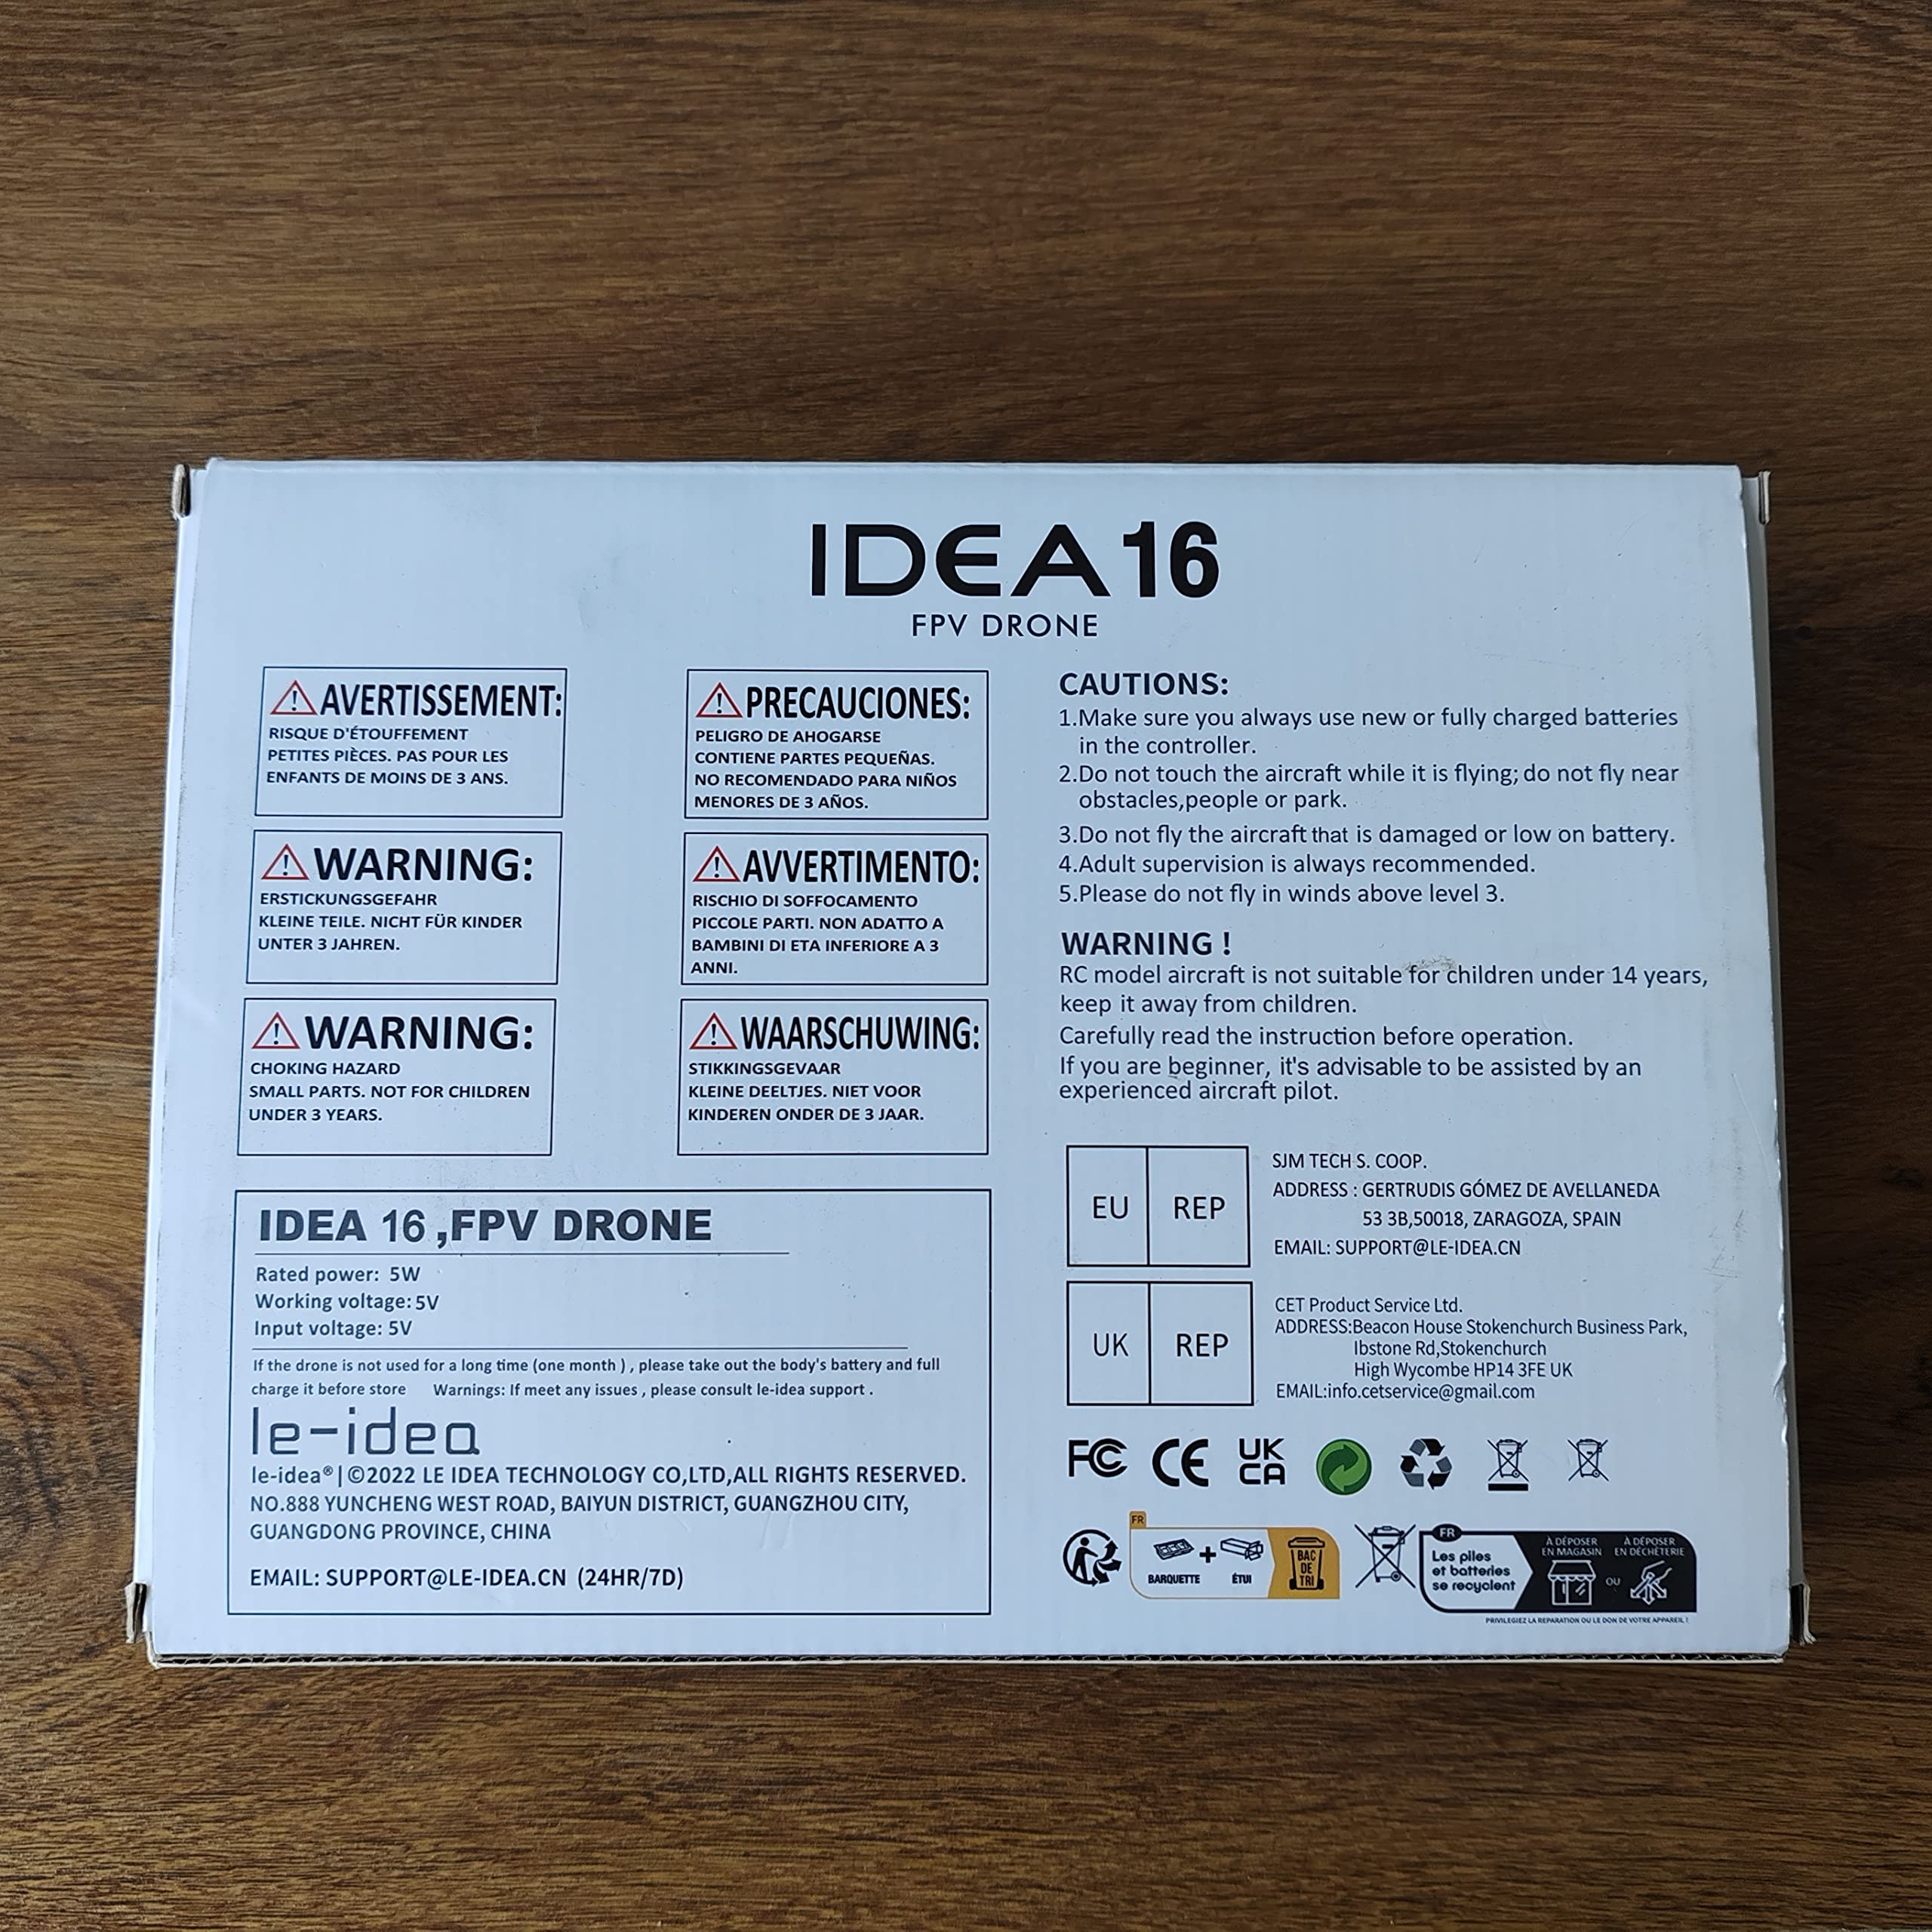 IDEA16
FPV DRONE
AVERTISSEMENT:
RISQUE D'ÉTOUFFEMENT
PETITES PIÈCES. PAS POUR LES
ENFANTS DE MOINS DE 3 ANS.
PRECAUCIONES:
PELIGRO DE AHOGARSE
CONTIENE PARTES PEQUEÑAS.
NO RECOMENDADO PARA NIÑOS
MENORES DE 3 AÑOS.
WARNING:
ERSTICKUNGSGEFAHR
KLEINE TEILE. NICHT FÜR KINDER
UNTER 3 JAHREN.
AVVERTIMENTO:
RISCHIO DI SOFFOCAMENTO
PICCOLE PARTI. NON ADATTO A
BAMBINI DI ETA INFERIORE A 3
ANNI.
WARNING:
CHOKING HAZARD
SMALL PARTS. NOT FOR CHILDREN
UNDER 3 YEARS.
WAARSCHUWING:
STIKKINGSGEVAAR
KLEINE DEELTJES. NIET VOOR
KINDEREN ONDER DE 3 JAAR.
IDEA 16 ,FPV DRONE
Rated power: 5W
Working voltage: 5V
Input voltage: 5V
If the drone is not used for a long time (one month ) , please take out the body's battery and full
charge it before store Warnings: If meet any issues , please consult le-idea support .
le-idea
le-idea®|©2022 LE IDEA TECHNOLOGY CO,LTD,ALL RIGHTS RESERVED.
NO.888 YUNCHENG WEST ROAD, BAIYUN DISTRICT, GUANGZHOU CITY,
GUANGDONG PROVINCE, CHINA
EMAIL: SUPPORT@LE-IDEA.CN (24HR/7D)
CAUTIONS:
1.Make sure you always use new or fully charged batteries
in the controller.
2.Do not touch the aircraft while it is flying; do not fly near
obstacles,people or park.
3.Do not fly the aircraft that is damaged or low on battery.
4.Adult supervision is always recommended.
5.Please do not fly in winds above level 3.
WARNING !
RC model aircraft is not suitable for children under 14 years,
keep it away from children.
Carefully read the instruction before operation.
If you are beginner, it's advisable to be assisted by an
experienced aircraft pilot.
EU REP
SJM TECH S. COOP.
ADDRESS : GERTRUDIS GÓMEZ DE AVELLANEDA
53 3B,50018, ZARAGOZA, SPAIN
EMAIL: SUPPORT@LE-IDEA.CN
UK REP
CET Product Service Ltd.
ADDRESS:Beacon House Stokenchurch Business Park,
Ibstone Rd,Stokenchurch
High Wycombe HP14 3FE UK
EMAIL:info.cetservice@gmail.com
FC CE UK
CA
FR
BARQUETTE + ÉTUI
BAC
DE
TRI
FR
Les piles
et batteries
se recyclent
À DÉPOSER
EN MAGASIN
OU
À DÉPOSER
EN DÉCHÈTERIE
PRIVILEGIEZ LA REPARATION OU LE DON DE VOTRE APPAREIL !